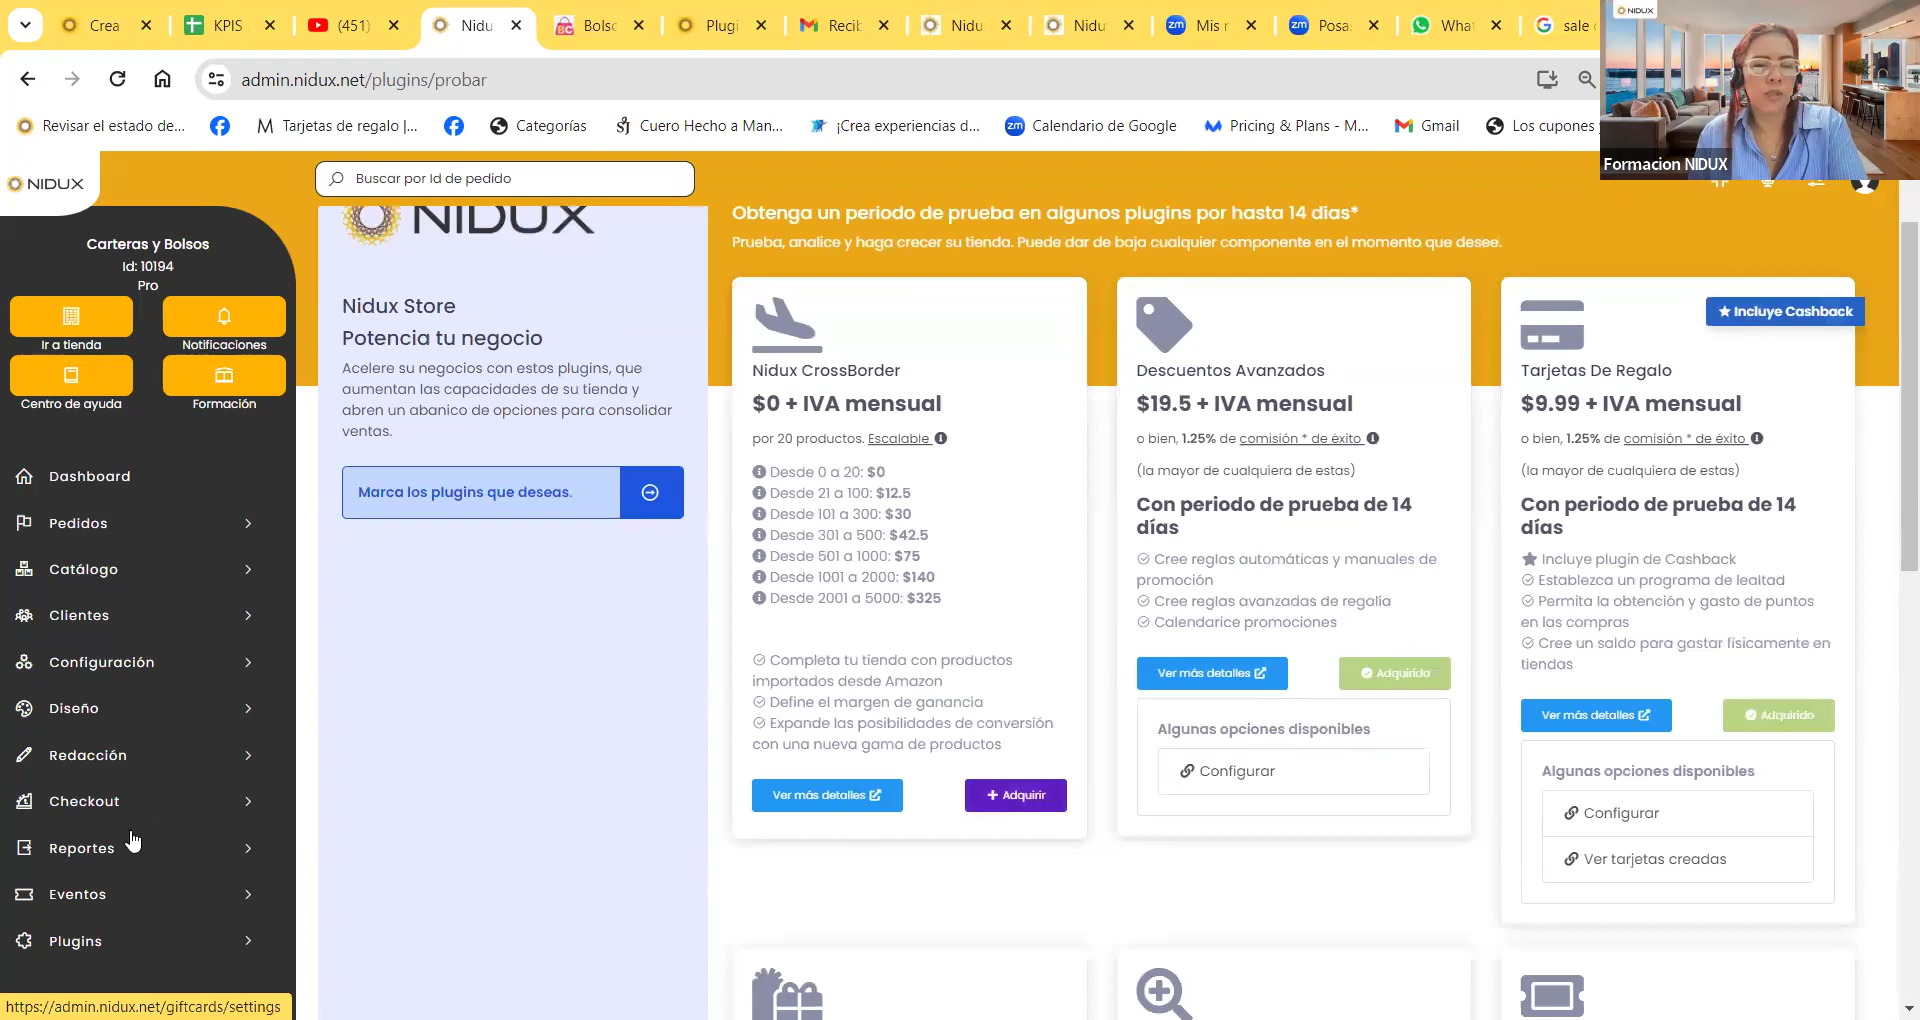 Crea
KPIS
(451)
Nidu
Bolso
Plugi
Recib
Nidu
Nidu
Mis r
Posa
What
sale
admin.nidux.net/plugins/probar
Revisar el estado de...
Tarjetas de regalo |...
Categorías
Cuero Hecho a Man...
¡Crea experiencias d...
Calendario de Google
Pricing & Plans - M...
Gmail
Los cupones
NIDUX
Formacion NIDUX
NIDUX
Buscar por Id de pedido
Carteras y Bolsos
Id: 10194
Pro
Ir a tienda
Notificaciones
Centro de ayuda
Formación
Dashboard
Pedidos
Catálogo
Clientes
Configuración
Diseño
Redacción
Checkout
Reportes
Eventos
Plugins
https://admin.nidux.net/giftcards/settings
NIDUX
Nidux Store
Potencia tu negocio
Acelere su negocios con estos plugins, que
aumentan las capacidades de su tienda y
abren un abanico de opciones para consolidar
ventas.
Marca los plugins que deseas.
Obtenga un periodo de prueba en algunos plugins por hasta 14 días*
Prueba, analice y haga crecer su tienda. Puede dar de baja cualquier componente en el momento que desee.
Nidux CrossBorder
$0 + IVA mensual
por 20 productos. Escalable
Desde 0 a 20: $0
Desde 21 a 100: $12.5
Desde 101 a 300: $30
Desde 301 a 500: $42.5
Desde 501 a 1000: $75
Desde 1001 a 2000: $140
Desde 2001 a 5000: $325
Completa tu tienda con productos
importados desde Amazon
Define el margen de ganancia
Expande las posibilidades de conversión
con una nueva gama de productos
Ver más detalles
Adquirir
Descuentos Avanzados
$19.5 + IVA mensual
o bien, 1.25% de comisión * de éxito
(la mayor de cualquiera de estas)
Con periodo de prueba de 14
días
Cree reglas automáticas y manuales de
promoción
Cree reglas avanzadas de regalía
Calendarice promociones
Ver más detalles
Adquirido
Algunas opciones disponibles
Configurar
Incluye Cashback
Tarjetas De Regalo
$9.99 + IVA mensual
o bien, 1.25% de comisión * de éxito
(la mayor de cualquiera de estas)
Con periodo de prueba de 14
días
Incluye plugin de Cashback
Establezca un programa de lealtad
Permita la obtención y gasto de puntos
en las compras
Cree un saldo para gastar físicamente en
tiendas
Ver más detalles
Adquirido
Algunas opciones disponibles
Configurar
Ver tarjetas creadas